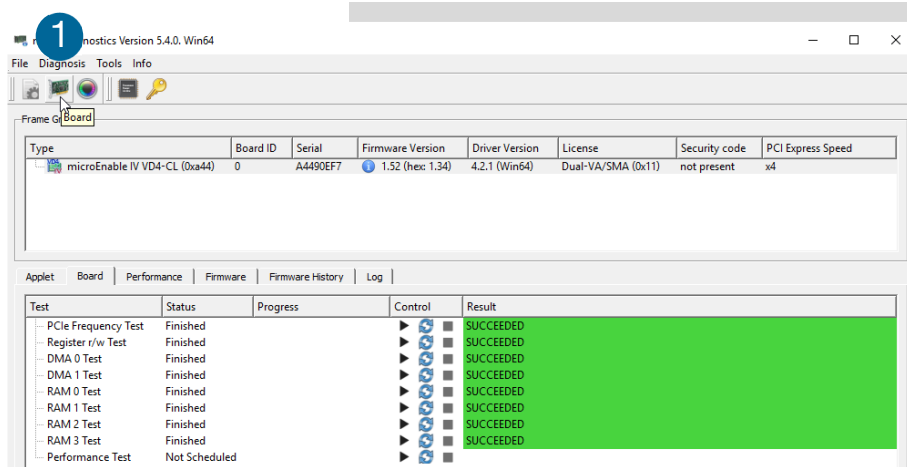 1
nostics Version 5.4.0. Win64
File Diagnosis Tools Info
Board
Frame G
Type Board ID Serial Firmware Version Driver Version License Security code PCI Express Speed
VD4 microEnable IV VD4-CL (0xa44) 0 A4490EF7 1.52 (hex: 1.34) 4.2.1 (Win64) Dual-VA/SMA (0x11) not present x4
Applet Board Performance Firmware Firmware History Log
Test Status Progress Control Result
PCIe Frequency Test Finished SUCCEEDED
Register r/w Test Finished SUCCEEDED
DMA 0 Test Finished SUCCEEDED
DMA 1 Test Finished SUCCEEDED
RAM 0 Test Finished SUCCEEDED
RAM 1 Test Finished SUCCEEDED
RAM 2 Test Finished SUCCEEDED
RAM 3 Test Finished SUCCEEDED
Performance Test Not Scheduled